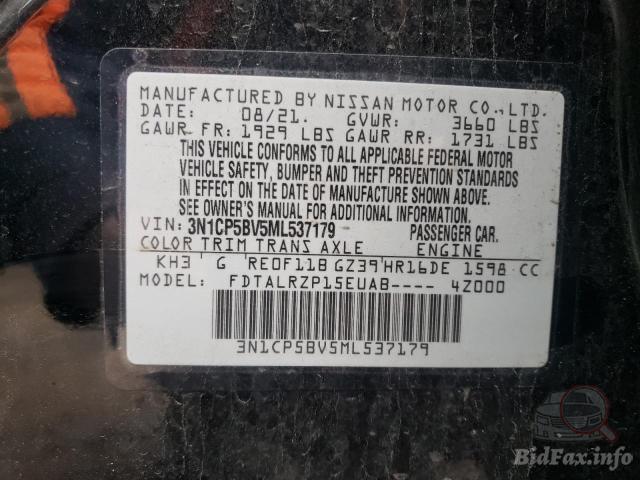 MANUFACTURED BY NISSAN MOTOR CO.,LTD.
DATE: 08/21. GVWR: 3660 LBS
GAWR FR: 1929 LBS GAWR RR: 1731 LBS
THIS VEHICLE CONFORMS TO ALL APPLICABLE FEDERAL MOTOR
VEHICLE SAFETY, BUMPER AND THEFT PREVENTION STANDARDS
IN EFFECT ON THE DATE OF MANUFACTURE SHOWN ABOVE.
SEE OWNER'S MANUAL FOR ADDITIONAL INFORMATION.
VIN: 3N1CP5BV5ML537179 PASSENGER CAR.
COLOR TRIM TRANS AXLE ENGINE
KH3 G RE0F11B GZ39 HR16DE 1598 CC
MODEL: FDTALRZP15EUAB---- 4Z000
3N1CP5BV5ML537179
BidFax.info